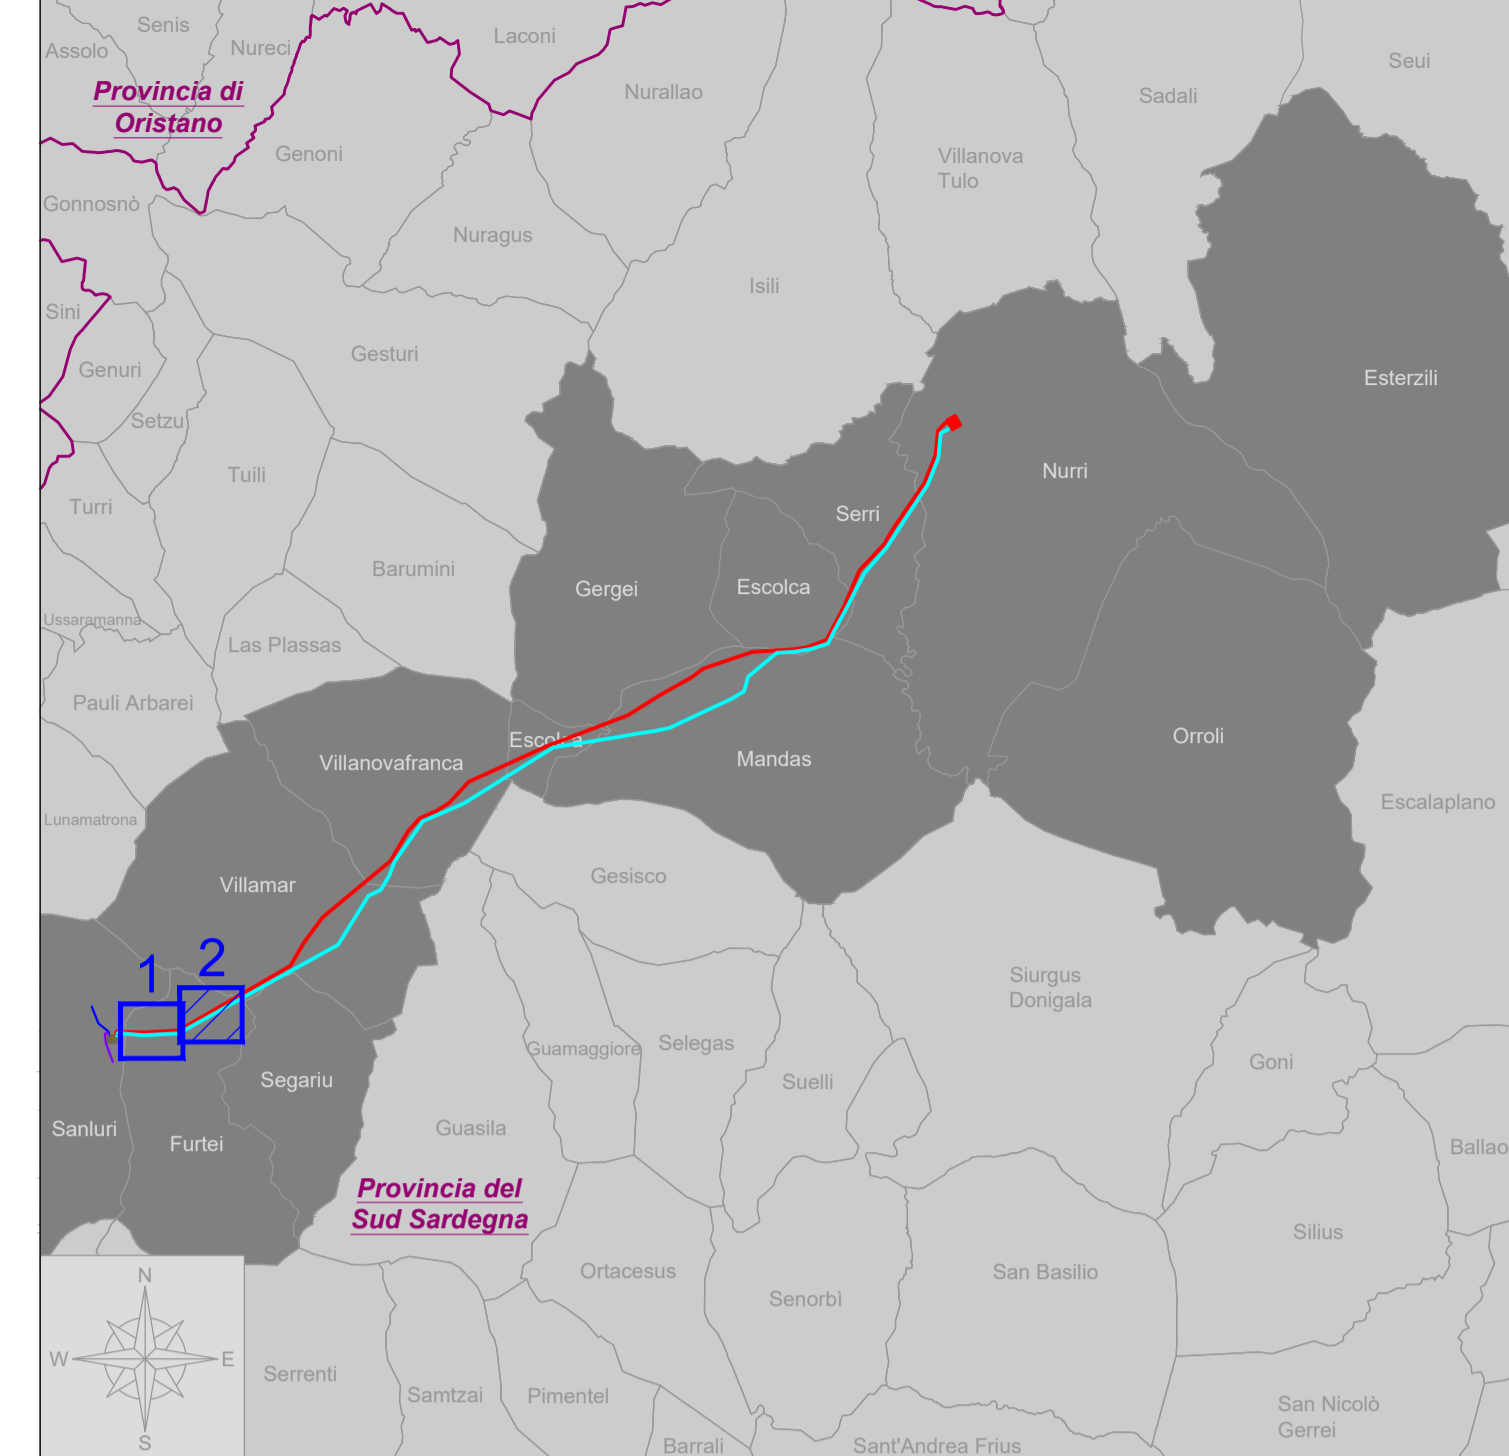 Senis
Assolo
Nureci
Laconi
Seui
Provincia di
Oristano
Nurallao
Sadali
Genoni
Villanova
Tulo
Gonnosnò
Nuragus
Isili
Sini
Gesturi
Genuri
Esterzili
Setzu
Tuili
Nurri
Turri
Serri
Barumini
Gergei
Escolca
Ussaramanna
Las Plassas
Pauli Arbarei
Escolca
Orroli
Villanovafranca
Mandas
Escalaplano
Lunamatrona
Gesisco
Villamar
1
2
Siurgus
Donigala
Guamaggiore
Selegas
Goni
Segariu
Suelli
Sanluri
Furtei
Guasila
Ballao
Provincia del
Sud Sardegna
Silius
Ortacesus
San Basilio
Senorbì
N
W
E
S
Serrenti
Samtzai
Pimentel
San Nicolò
Gerrei
Barrali
Sant'Andrea Frius